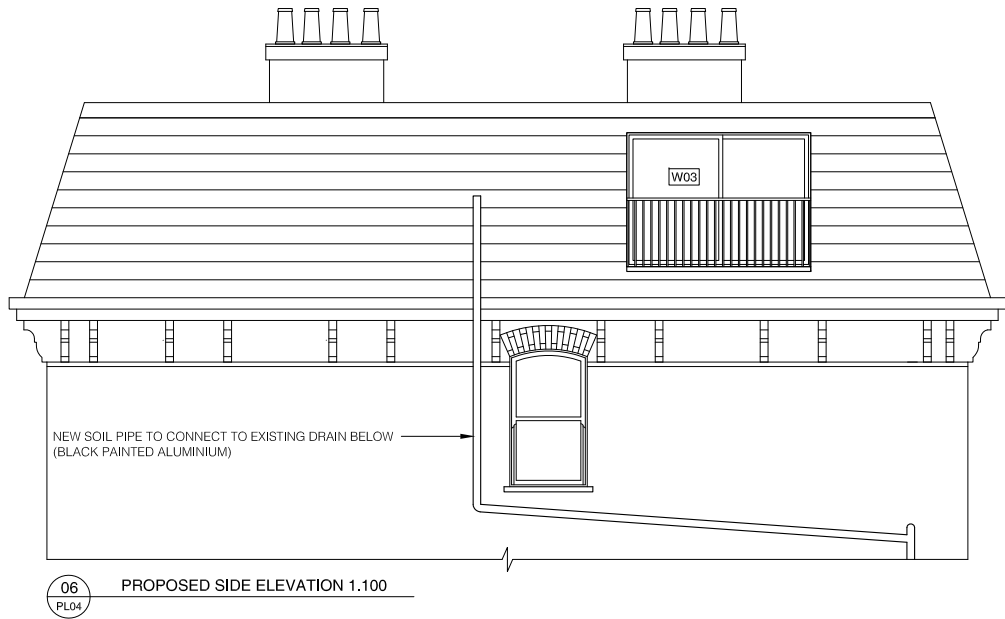 W03
NEW SOIL PIPE TO CONNECT TO EXISTING DRAIN BELOW
(BLACK PAINTED ALUMINIUM)
06
PL04
PROPOSED SIDE ELEVATION 1.100